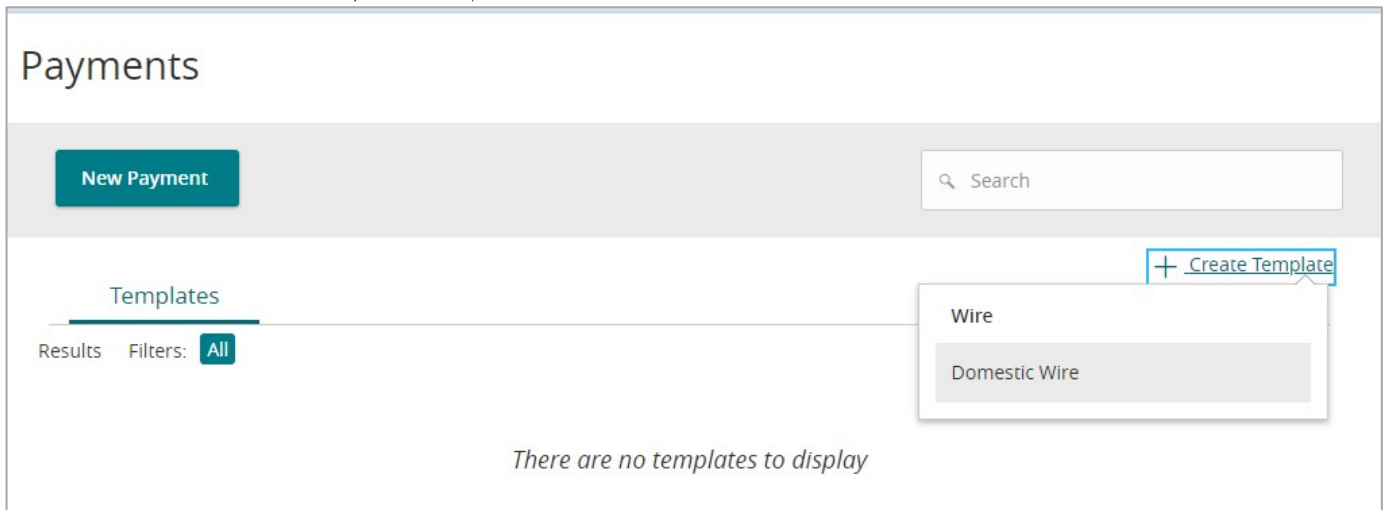 Payments
New Payment
Search
+ Create Template
Templates
Wire
Results Filters: All
Domestic Wire
There are no templates to display